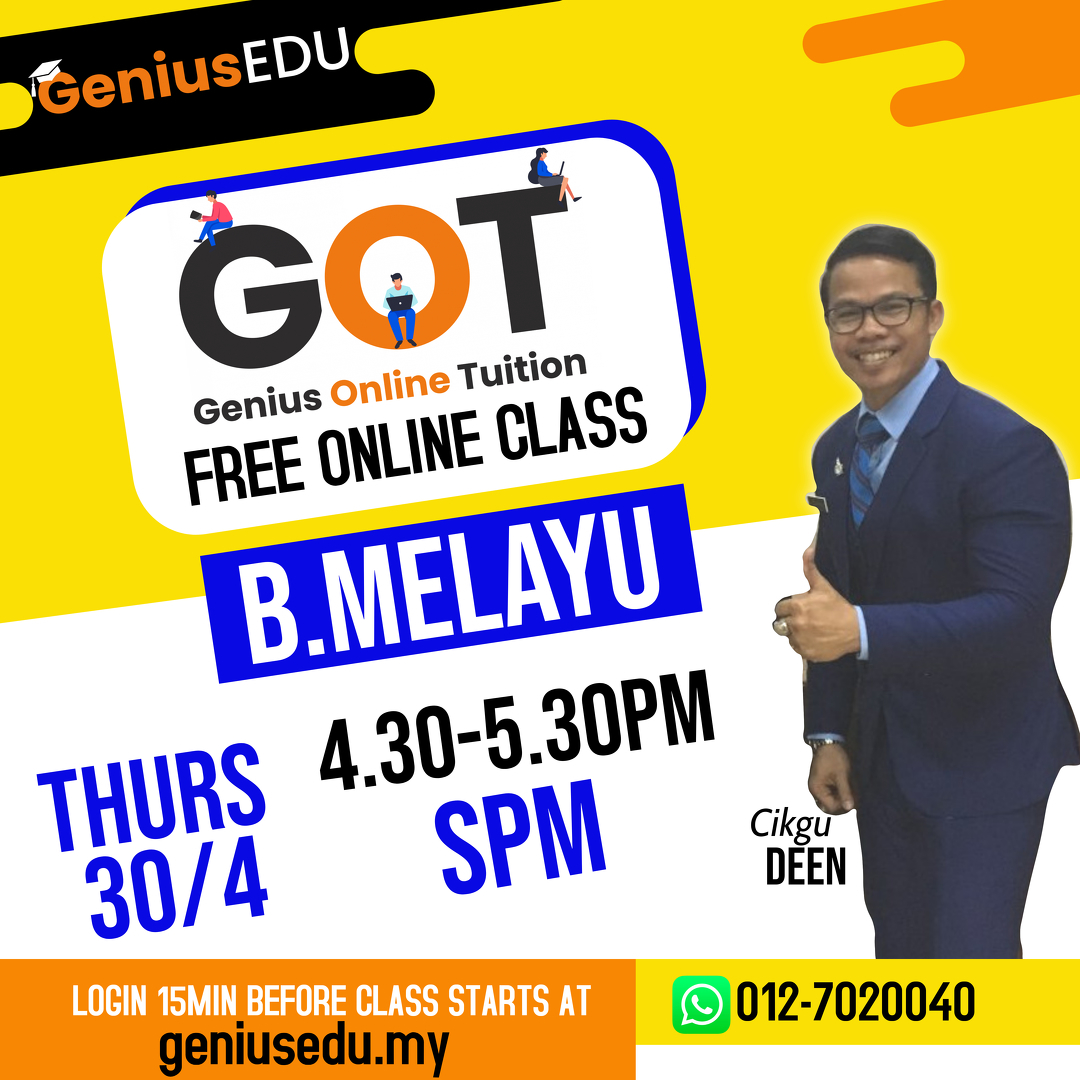 GeniusEDU
GOT
Genius Online Tuition
FREE ONLINE CLASS
B.MELAYU
4.30-5.30PM
SPM
THURS
30/4
Cikgu
DEEN
LOGIN 15MIN BEFORE CLASS STARTS AT
geniusedu.my
012-7020040